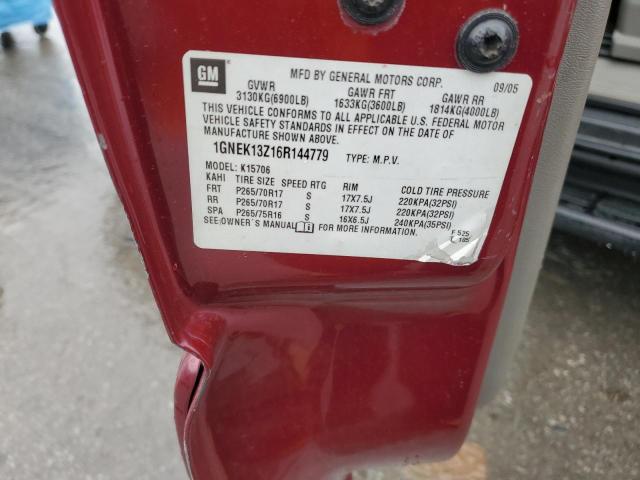 GM MFD BY GENERAL MOTORS CORP. 09/05
GVWR GAWR FRT GAWR RR
3130KG(6900LB) 1633KG(3600LB) 1814KG(4000LB)
THIS VEHICLE CONFORMS TO ALL APPLICABLE U.S. FEDERAL MOTOR
VEHICLE SAFETY STANDARDS IN EFFECT ON THE DATE OF
MANUFACTURE SHOWN ABOVE.
1GNEK13Z16R144779 TYPE: M.P.V.
MODEL: K15706
KAHI TIRE SIZE SPEED RTG RIM COLD TIRE PRESSURE
FRT P265/70R17 S 17X7.5J 220KPA(32PSI)
RR P265/70R17 S 17X7.5J 220KPA(32PSI)
SPA P265/75R16 S 16X6.5J 240KPA(35PSI)
SEE OWNER'S MANUAL FOR MORE INFORMATION.
F 525